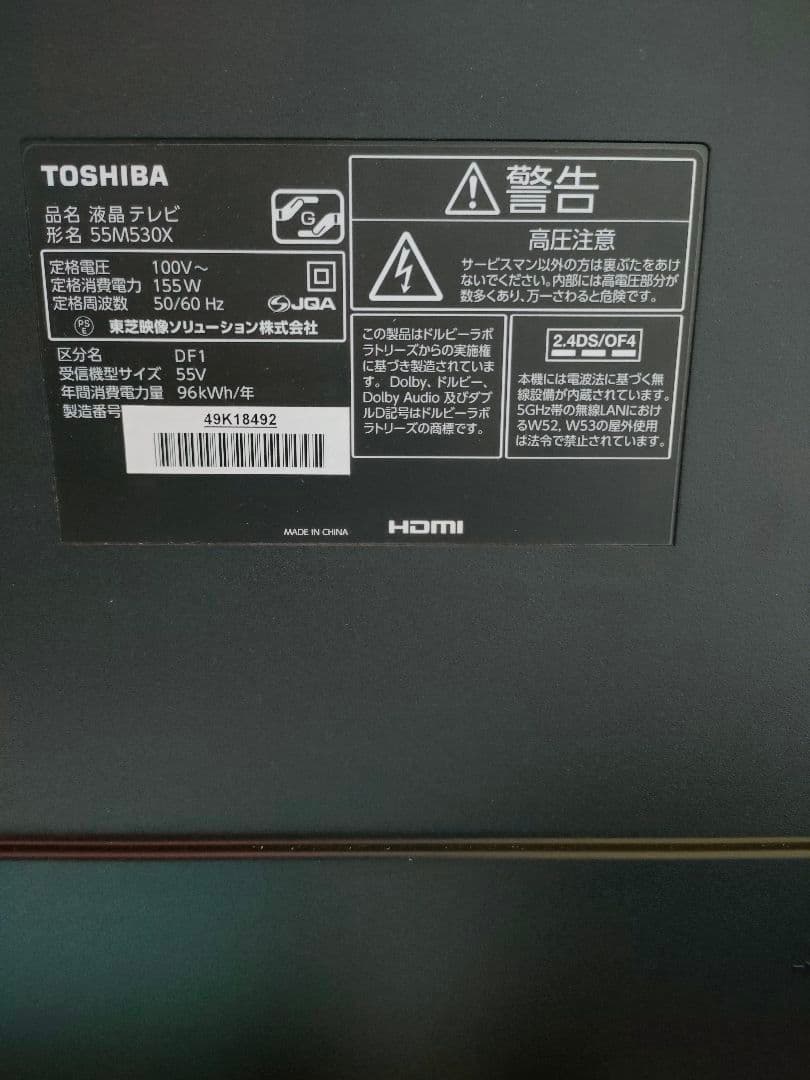 TOSHIBA
品名 液晶テレビ
形名 55M530X
G
定格電圧 100V～
定格消費電力 155W
定格周波数 50/60 Hz
JQA
PS
E
東芝映像ソリューション株式会社
区分名 DF1
受信機型サイズ 55V
年間消費電力量 96kWh/年
製造番号
49K18492
MADE IN CHINA
HDMI
警告
高圧注意
サービスマン以外の方は裏ぶたをあけ
ないでください。内部には高電圧部分が
数多くあり、万一さわると危険です。
この製品はドルビーラボ
ラトリーズからの実施権
に基づき製造されていま
す。Dolby、ドルビー、
Dolby Audio 及びダブ
ルD記号はドルビーラボ
ラトリーズの商標です。
2.4DS/OF4
本機には電波法に基づく無
線設備が内蔵されています。
5GHz帯の無線LANにおけ
るW52, W53の屋外使用
は法令で禁止されています。